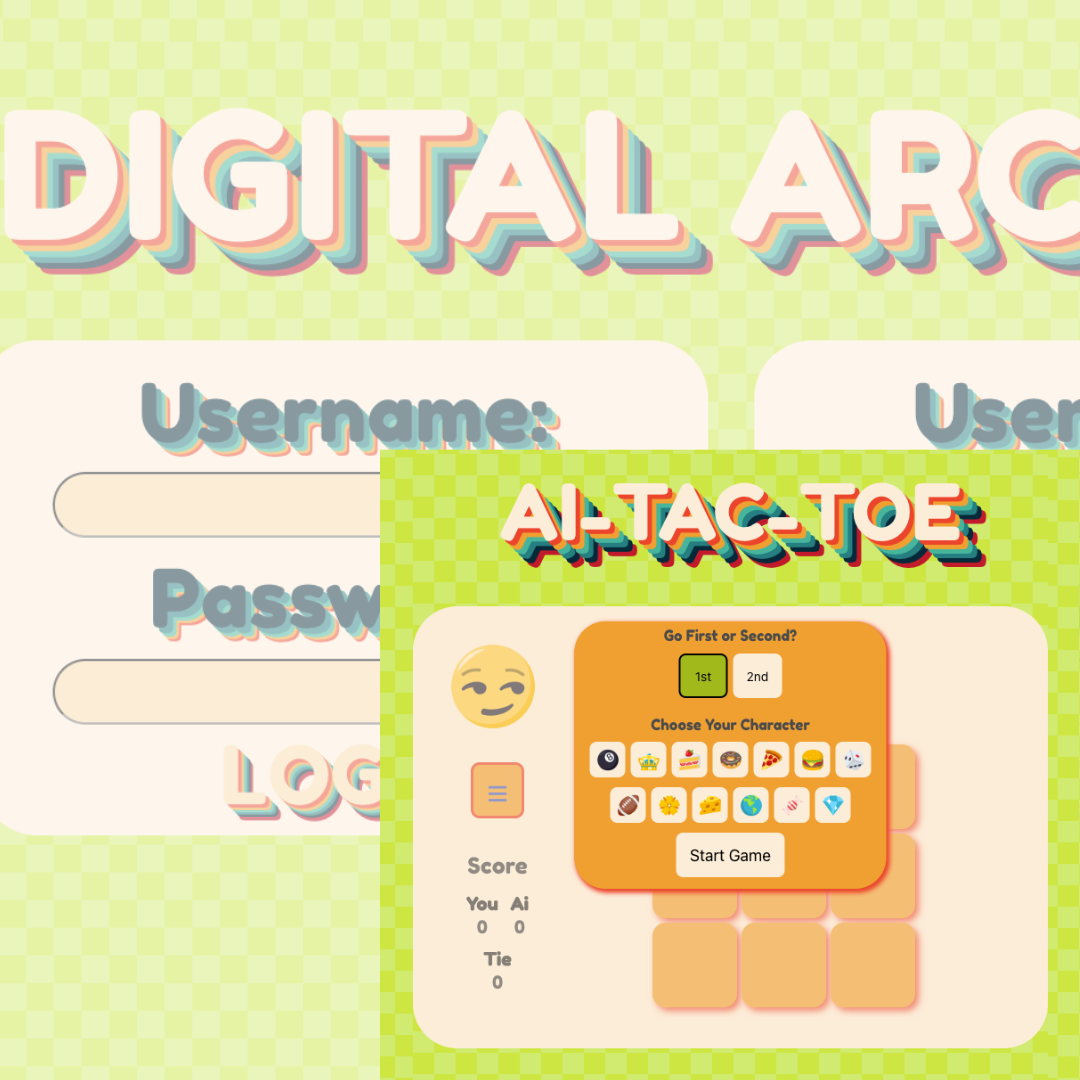 DIGITAL ARC
Username:
User
Passw
LOG
AI-TAC-TOE
Go First or Second?
1st 2nd
Choose Your Character
8
Start Game
Score
You Ai
0 0
Tie
0